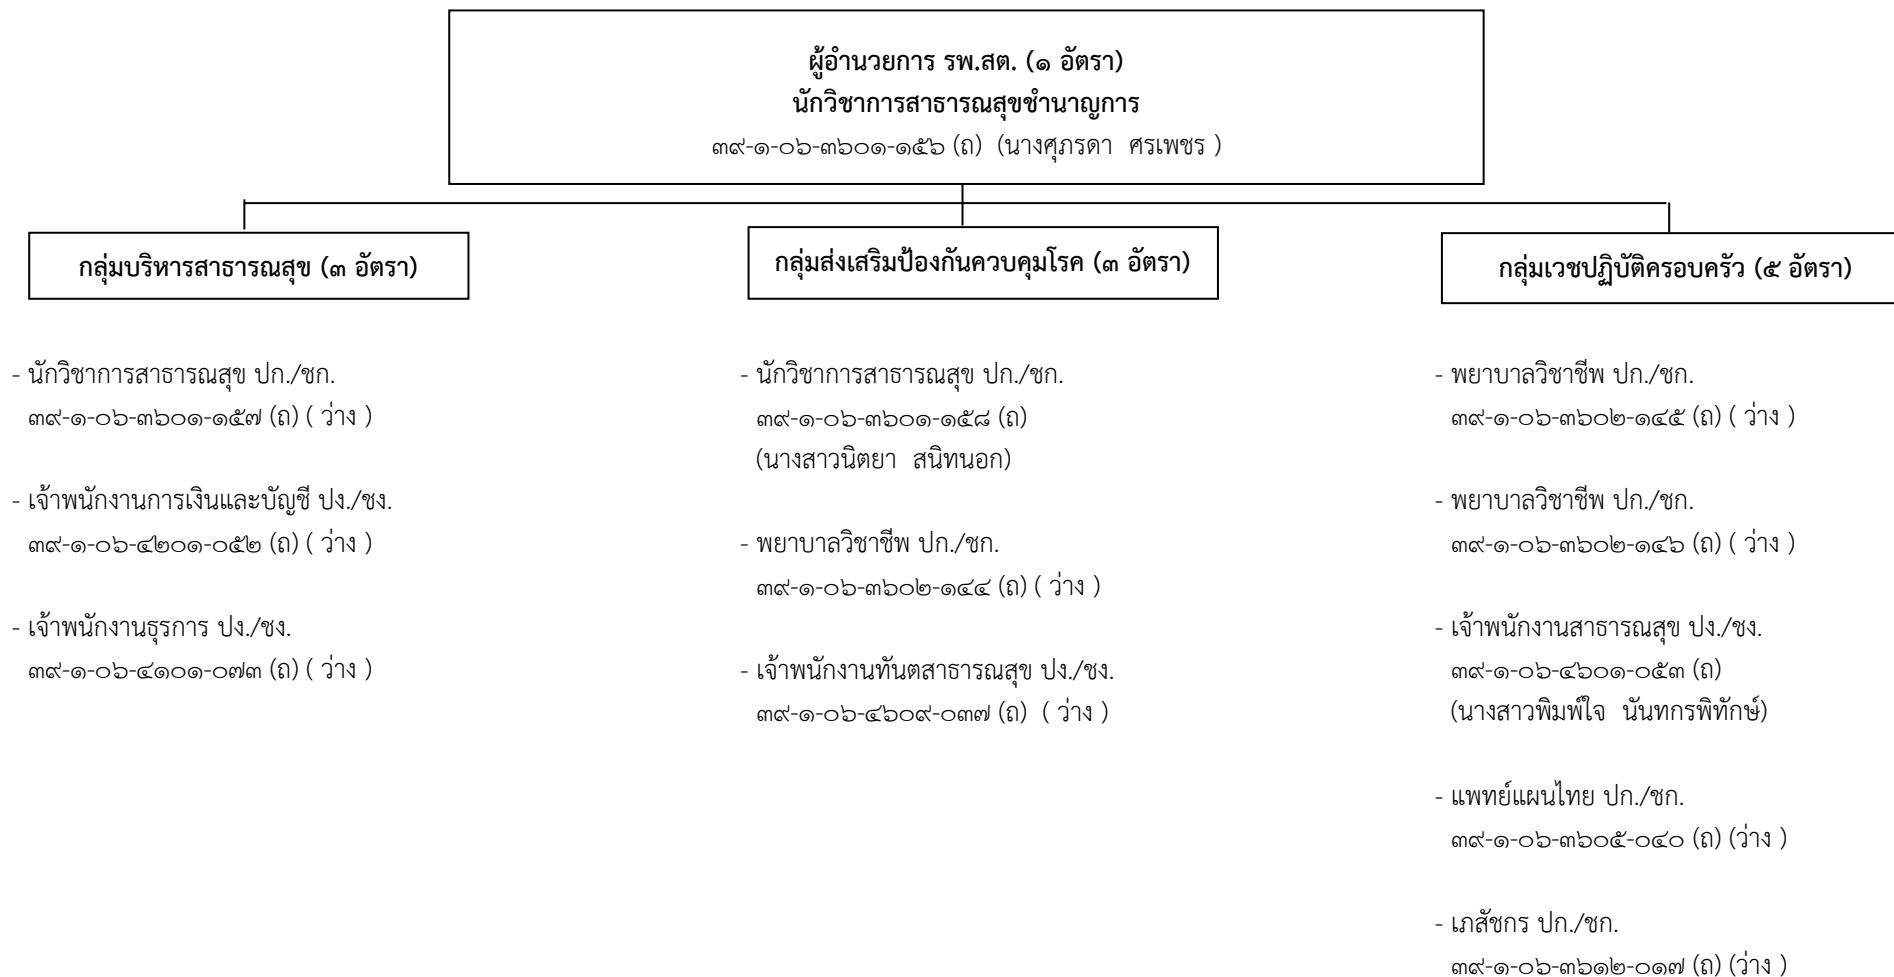 ผู้อำนวยการ รพ.สต. (๑ อัตรา)
นักวิชาการสาธารณสุขชำนาญการ
๓๙-๑-๐๖-๓๖๐๑-๑๕๖ (ถ) (นางศุภรดา ศรเพชร )
กลุ่มบริหารสาธารณสุข (๓ อัตรา)
- นักวิชาการสาธารณสุข ปก./ชก.
๓๙-๑-๐๖-๓๖๐๑-๑๕๗ (ถ) ( ว่าง )
- เจ้าพนักงานการเงินและบัญชี ปง./ชง.
๓๙-๑-๐๖-๔๒๐๑-๐๕๒ (ถ) ( ว่าง )
- เจ้าพนักงานธุรการ ปง./ชง.
๓๙-๑-๐๖-๔๑๐๑-๐๗๓ (ถ) ( ว่าง )
กลุ่มส่งเสริมป้องกันควบคุมโรค (๓ อัตรา)
- นักวิชาการสาธารณสุข ปก./ชก.
๓๙-๑-๐๖-๓๖๐๑-๑๕๘ (ถ)
(นางสาวนิตยา สนิทนอก)
- พยาบาลวิชาชีพ ปก./ชก.
๓๙-๑-๐๖-๓๖๐๒-๑๔๔ (ถ) ( ว่าง )
- เจ้าพนักงานทันตสาธารณสุข ปง./ชง.
๓๙-๑-๐๖-๔๖๐๙-๐๓๗ (ถ) ( ว่าง )
กลุ่มเวชปฏิบัติครอบครัว (๕ อัตรา)
- พยาบาลวิชาชีพ ปก./ชก.
๓๙-๑-๐๖-๓๖๐๒-๑๔๕ (ถ) ( ว่าง )
- พยาบาลวิชาชีพ ปก./ชก.
๓๙-๑-๐๖-๓๖๐๒-๑๔๖ (ถ) ( ว่าง )
- เจ้าพนักงานสาธารณสุข ปง./ชง.
๓๙-๑-๐๖-๔๖๐๑-๐๕๓ (ถ)
(นางสาวพิมพ์ใจ นันทกรพิทักษ์)
- แพทย์แผนไทย ปก./ชก.
๓๙-๑-๐๖-๓๖๐๕-๐๔๐ (ถ) (ว่าง )
- เภสัชกร ปก./ชก.
๓๙-๑-๐๖-๓๖๑๒-๐๑๗ (ถ) (ว่าง )